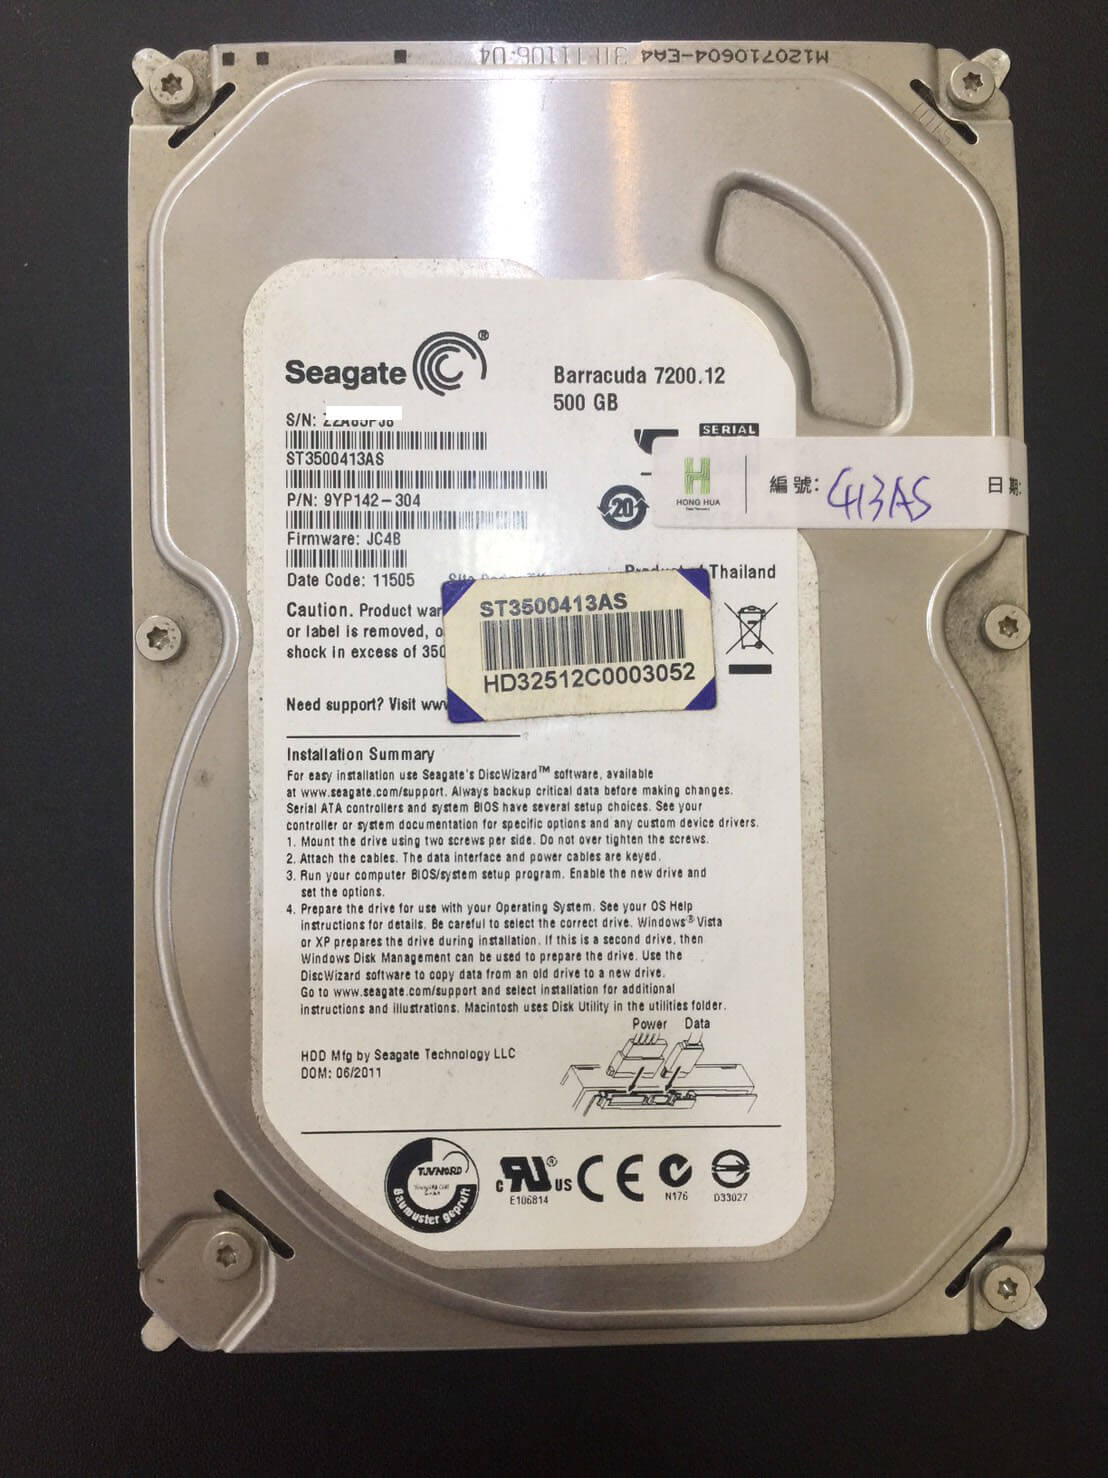 M120710604-EA4
Seagate®
Barracuda 7200.12
500 GB
S/N:
SERIAL
ST3500413AS
HONG HUA
編號: 413AS
日期:
P/N: 9YP142-304
20
Firmware: JC4B
Date Code: 11505
Thailand
Caution. Product
or label is removed,
shock in excess of
ST3500413AS
HD32512C0003052
Need support? Visit
Installation Summary
For easy installation use Seagate's DiscWizard™ software, available
at www.seagate.com/support. Always backup critical data before making changes.
Serial ATA controllers and system BIOS have several setup choices. See your
controller or system documentation for specific options and any custom device drivers.
1. Mount the drive using two screws per side. Do not over tighten the screws.
2. Attach the cables. The data interface and power cables are keyed.
3. Run your computer BIOS/system setup program. Enable the new drive and
set the options.
4. Prepare the drive for use with your Operating System. See your OS Help
instructions for details. Be careful to select the correct drive. Windows® Vista
or XP prepares the drive during installation. If this is a second drive, then
Windows Disk Management can be used to prepare the drive. Use the
DiscWizard software to copy data from an old drive to a new drive.
Go to www.seagate.com/support and select installation for additional
instructions and illustrations. Macintosh uses Disk Utility in the utilities folder.
Power Data
HDD Mfg by Seagate Technology LLC
DOM: 06/2011
TUV NORD
Baumuster geprüft
c RU® US
E106814
CE
N176
D33027